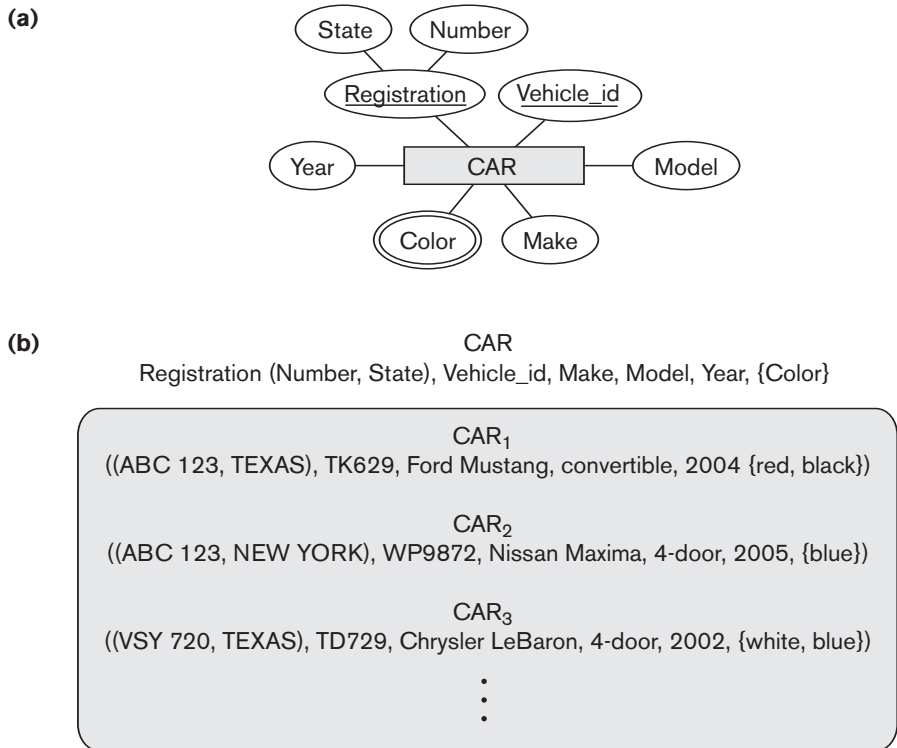 (a)
State Number
Registration Vehicle_id
Year CAR Model
Color Make
(b)
CAR
Registration (Number, State), Vehicle_id, Make, Model, Year, {Color}
CAR₁
((ABC 123, TEXAS), TK629, Ford Mustang, convertible, 2004 {red, black})
CAR₂
((ABC 123, NEW YORK), WP9872, Nissan Maxima, 4-door, 2005, {blue})
CAR₃
((VSY 720, TEXAS), TD729, Chrysler LeBaron, 4-door, 2002, {white, blue})